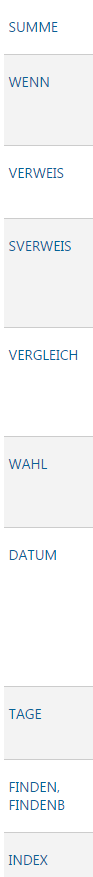 SUMME
WENN
VERWEIS
SVERWEIS
VERGLEICH
WAHL
DATUM
TAGE
FINDEN,
FINDENB
INDEX